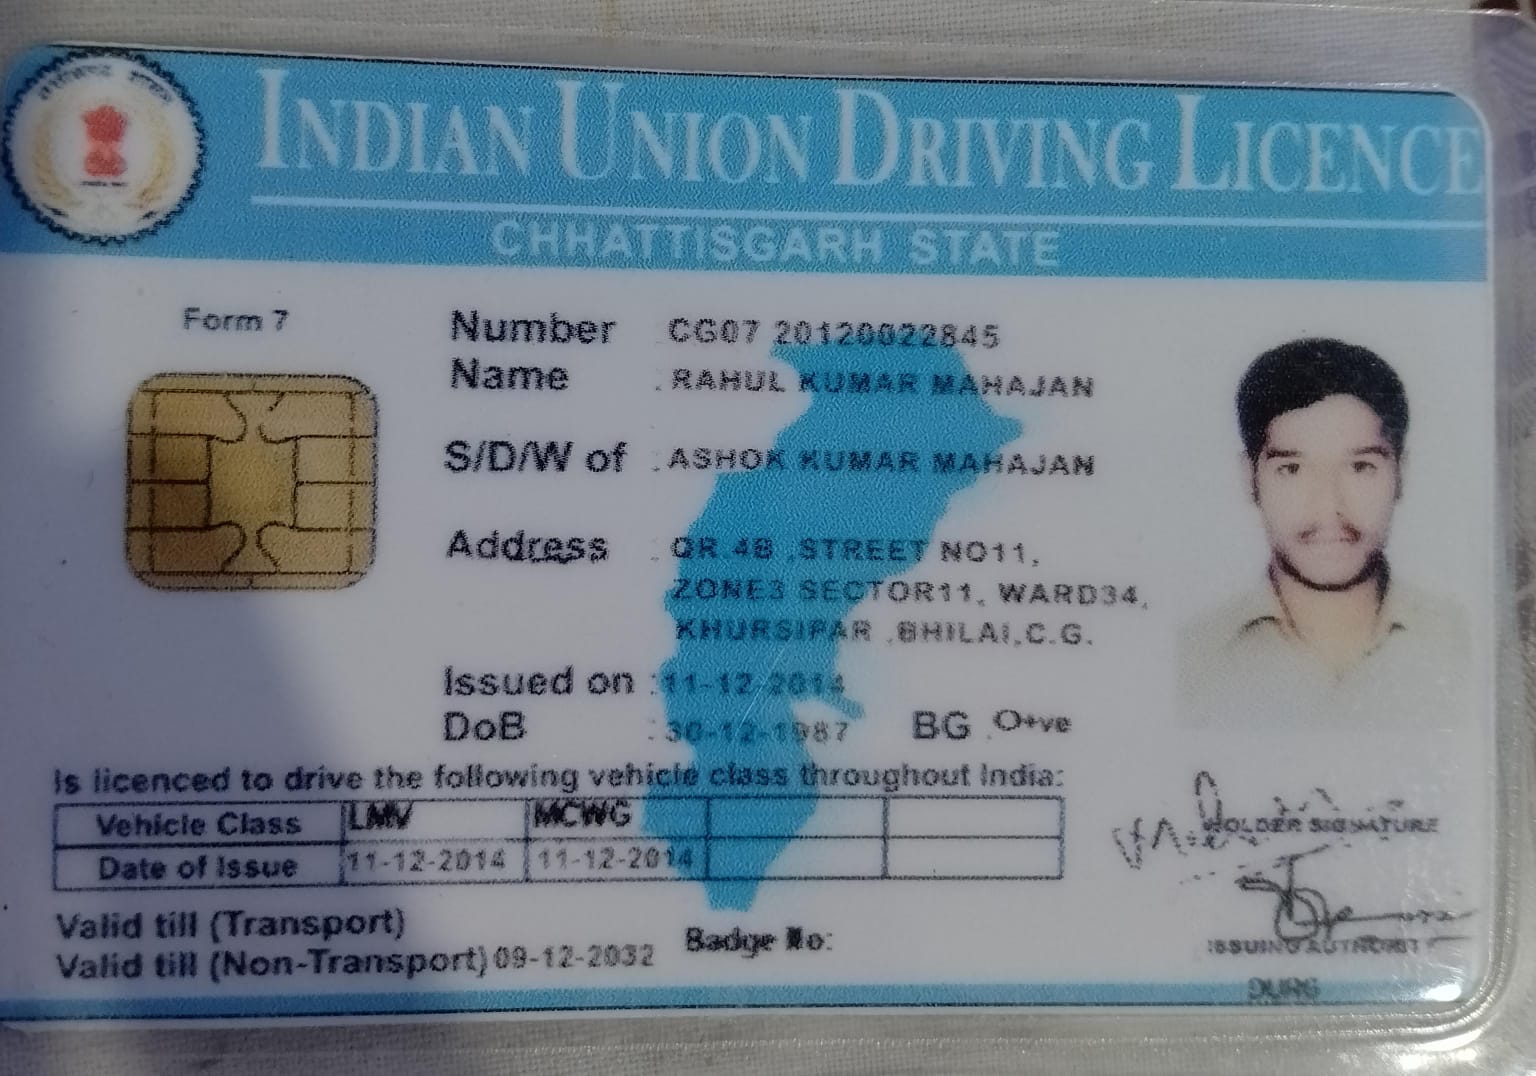 छत्तीसगढ़ शासन
INDIAN UNION DRIVING LICENCE
CHHATTISGARH STATE
Form 7
Number CG07 20120022845
Name : RAHUL KUMAR MAHAJAN
S/D/W of : ASHOK KUMAR MAHAJAN
Address : QR 4B ,STREET NO11,
ZONE3 SECTOR11, WARD34,
KHURSIPAR ,BHILAI,C.G.
Issued on : 11-12-2014
DoB : 30-12-1987 BG : O+ve
Is licenced to drive the following vehicle class throughout India:
Vehicle Class LMV MCWG
Date of Issue 11-12-2014 11-12-2014
Valid till (Transport)
Valid till (Non-Transport) 09-12-2032 Badge No:
HOLDER SIGNATURE
ISSUING AUTHORITY
DURG